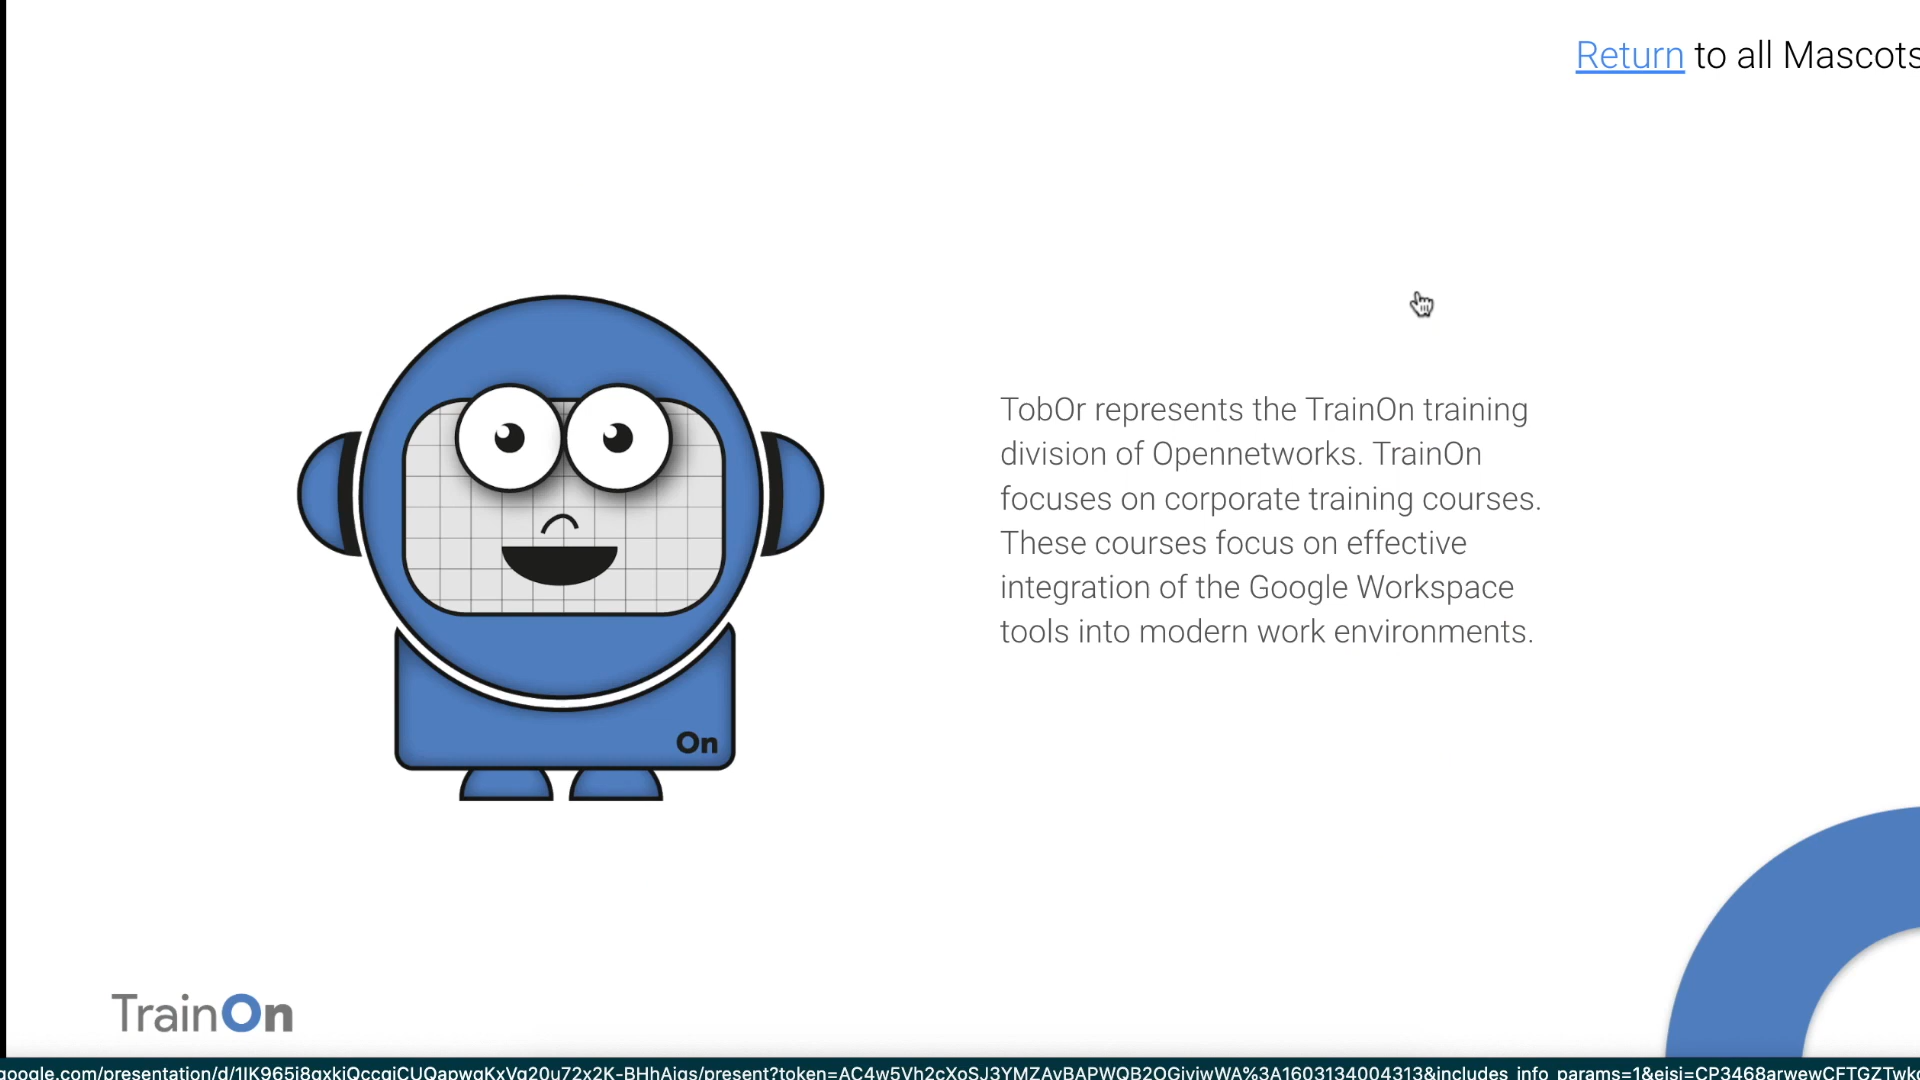 Return to all Mascots
TobOr represents the TrainOn training
division of Opennetworks. TrainOn
focuses on corporate training courses.
These courses focus on effective
integration of the Google Workspace
tools into modern work environments.
On
TrainOn